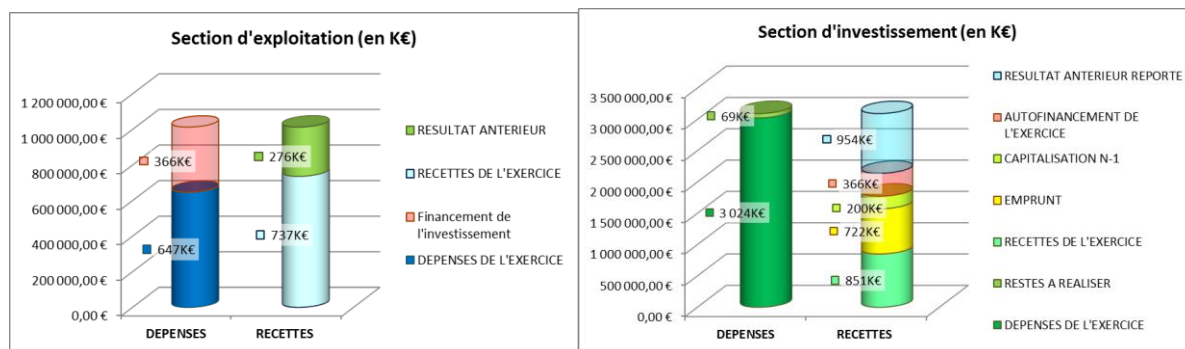 Section d'exploitation (en K€)
1 200 000,00 €
1 000 000,00 €
800 000,00 €
600 000,00 €
400 000,00 €
200 000,00 €
0,00 €
366K€
647K€
276K€
737K€
DEPENSES
RECETTES
RESULTAT ANTERIEUR
RECETTES DE L'EXERCICE
Financement de
l'investissement
DEPENSES DE L'EXERCICE
Section d'investissement (en K€)
3 500 000,00 €
3 000 000,00 €
2 500 000,00 €
2 000 000,00 €
1 500 000,00 €
1 000 000,00 €
500 000,00 €
0,00 €
69K€
3 024K€
954K€
366K€
200K€
722K€
851K€
DEPENSES
RECETTES
RESULTAT ANTERIEUR REPORTE
AUTOFINANCEMENT DE
L'EXERCICE
CAPITALISATION N-1
EMPRUNT
RECETTES DE L'EXERCICE
RESTES A REALISER
DEPENSES DE L'EXERCICE